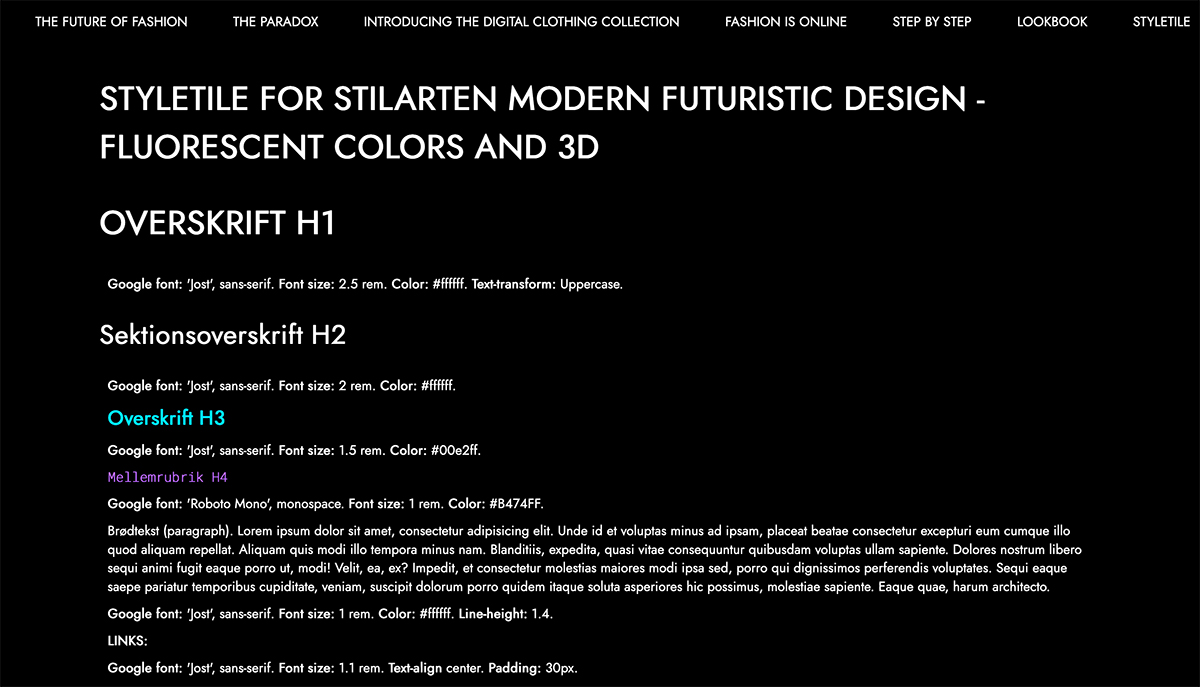 THE FUTURE OF FASHION THE PARADOX INTRODUCING THE DIGITAL CLOTHING COLLECTION FASHION IS ONLINE STEP BY STEP LOOKBOOK STYLETILE
STYLETILE FOR STILARTEN MODERN FUTURISTIC DESIGN -
FLUORESCENT COLORS AND 3D
OVERSKRIFT H1
Google font: 'Jost', sans-serif. Font size: 2.5 rem. Color: #ffffff. Text-transform: Uppercase.
Sektionsoverskrift H2
Google font: 'Jost', sans-serif. Font size: 2 rem. Color: #ffffff.
Overskrift H3
Google font: 'Jost', sans-serif. Font size: 1.5 rem. Color: #00e2ff.
Mellemrubrik H4
Google font: 'Roboto Mono', monospace. Font size: 1 rem. Color: #B474FF.
Brødtekst (paragraph). Lorem ipsum dolor sit amet, consectetur adipisicing elit. Unde id et voluptas minus ad ipsam, placeat beatae consectetur excepturi eum cumque illo
quod aliquam repellat. Aliquam quis modi illo tempora minus nam. Blanditiis, expedita, quasi vitae consequuntur quibusdam voluptas ullam sapiente. Dolores nostrum libero
sequi animi fugit eaque porro ut, modi! Velit, ea, ex? Impedit, et consectetur molestias maiores modi ipsa sed, porro qui dignissimos perferendis voluptates. Sequi eaque
saepe pariatur temporibus cupiditate, veniam, suscipit dolorum porro quidem itaque soluta asperiores hic possimus, molestiae sapiente. Eaque quae, harum architecto.
Google font: 'Jost', sans-serif. Font size: 1 rem. Color: #ffffff. Line-height: 1.4.
LINKS:
Google font: 'Jost', sans-serif. Font size: 1.1 rem. Text-align center. Padding: 30px.